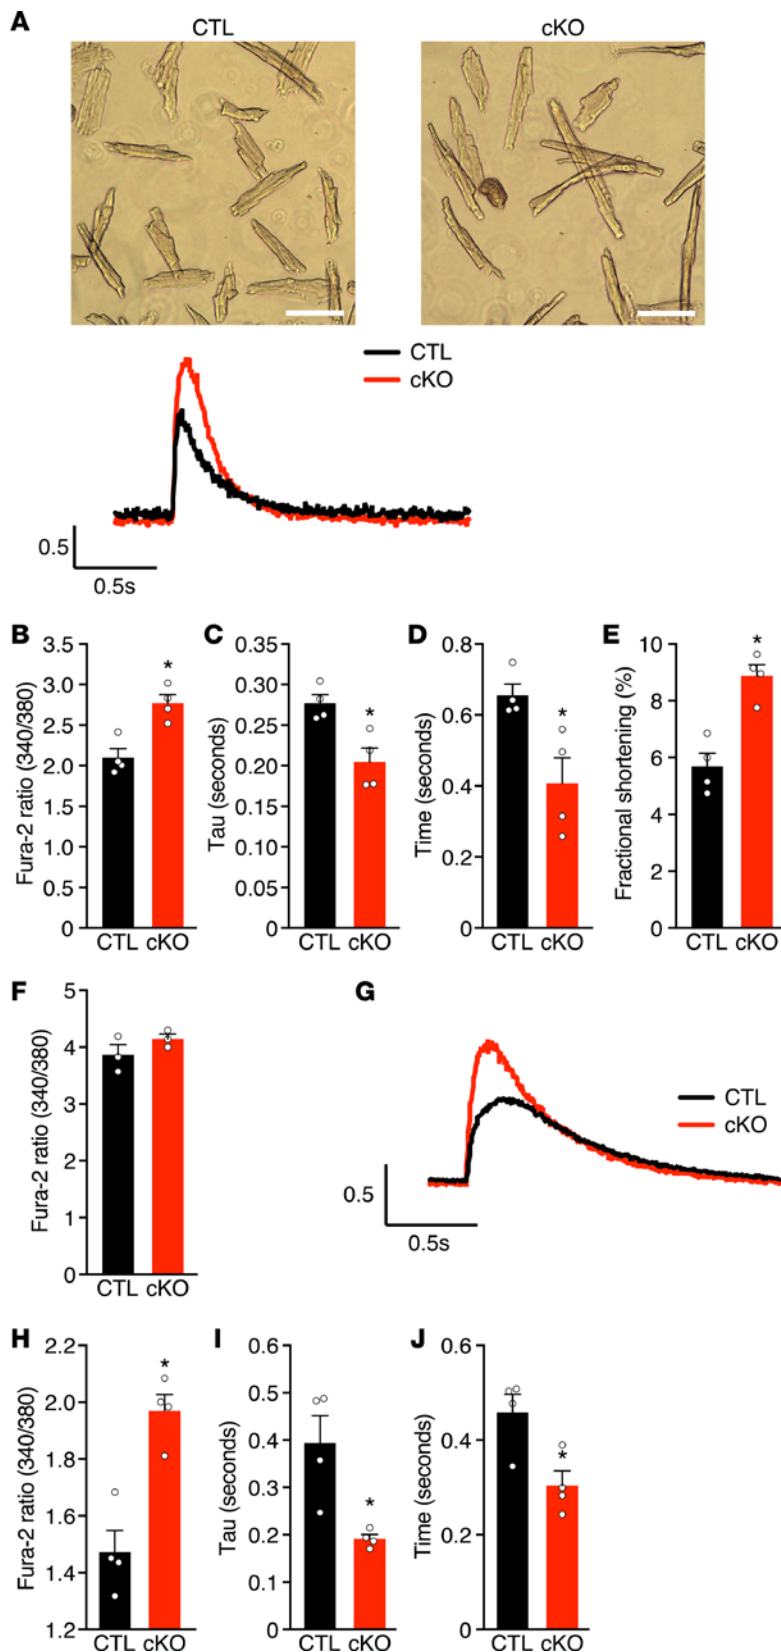 A
CTL
cKO
CTL
cKO
0.5
0.5s
B
Fura-2 ratio (340/380)
3.5
3.0
2.5
2.0
1.5
1.0
0.5
0
*
CTL cKO
C
Tau (seconds)
0.35
0.30
0.25
0.20
0.15
0.10
0.05
0
*
CTL cKO
D
Time (seconds)
0.8
0.6
0.4
0.2
0
*
CTL cKO
E
Fractional shortening (%)
10
8
6
4
2
0
*
CTL cKO
F
Fura-2 ratio (340/380)
5
4
3
2
1
0
CTL cKO
G
CTL
cKO
0.5
0.5s
H
Fura-2 ratio (340/380)
2.2
2.0
1.8
1.6
1.4
1.2
*
CTL cKO
I
Tau (seconds)
0.6
0.5
0.4
0.3
0.2
0.1
0
*
CTL cKO
J
Time (seconds)
0.6
0.4
0.2
0
*
CTL cKO